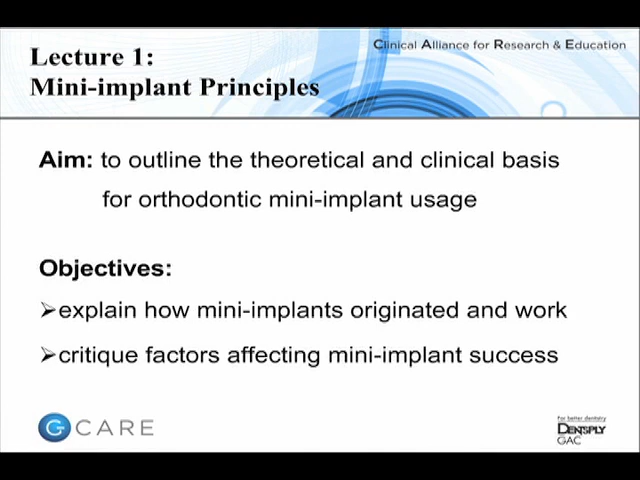 Clinical Alliance for Research & Education
Lecture 1:
Mini-implant Principles
Aim: to outline the theoretical and clinical basis
for orthodontic mini-implant usage
Objectives:
➢explain how mini-implants originated and work
➢critique factors affecting mini-implant success
G CARE
For better dentistry
DENTSPLY
GAC